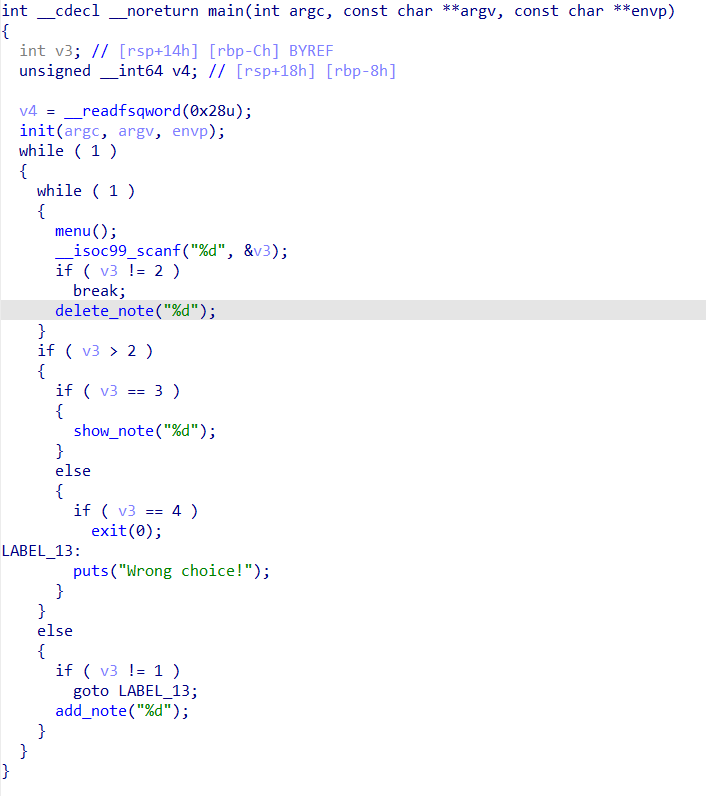 int __cdecl __noreturn main(int argc, const char **argv, const char **envp)
{
  int v3; // [rsp+14h] [rbp-Ch] BYREF
  unsigned __int64 v4; // [rsp+18h] [rbp-8h]

  v4 = __readfsqword(0x28u);
  init(argc, argv, envp);
  while ( 1 )
  {
    while ( 1 )
    {
      menu();
      __isoc99_scanf("%d", &v3);
      if ( v3 != 2 )
        break;
      delete_note("%d");
    }
    if ( v3 > 2 )
    {
      if ( v3 == 3 )
      {
        show_note("%d");
      }
      else
      {
        if ( v3 == 4 )
          exit(0);
LABEL_13:
        puts("Wrong choice!");
      }
    }
    else
    {
      if ( v3 != 1 )
        goto LABEL_13;
      add_note("%d");
    }
  }
}